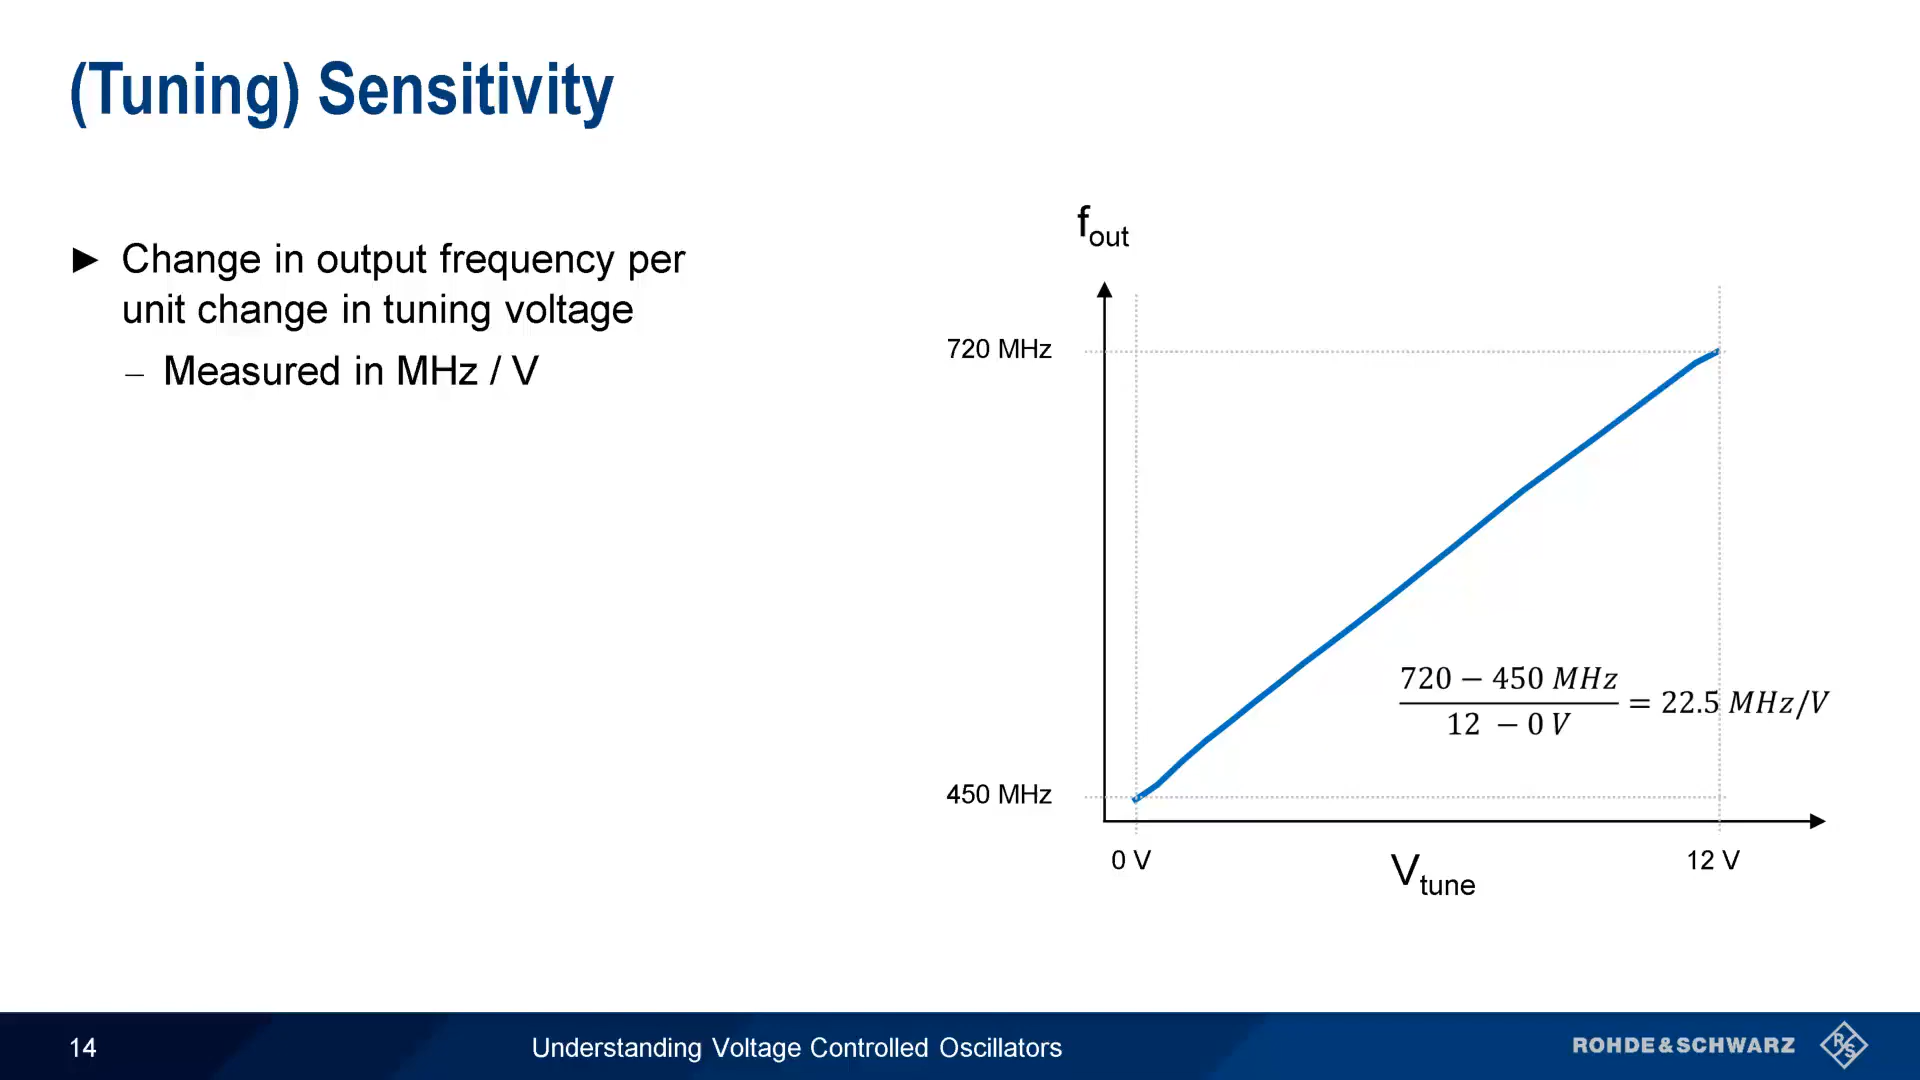 (Tuning) Sensitivity
► Change in output frequency per
unit change in tuning voltage
– Measured in MHz / V
fout
720 MHz
720 − 450 MHz
12 − 0 V
= 22.5 MHz/V
450 MHz
0 V
Vtune
12 V
14
Understanding Voltage Controlled Oscillators
ROHDE&SCHWARZ
R&S